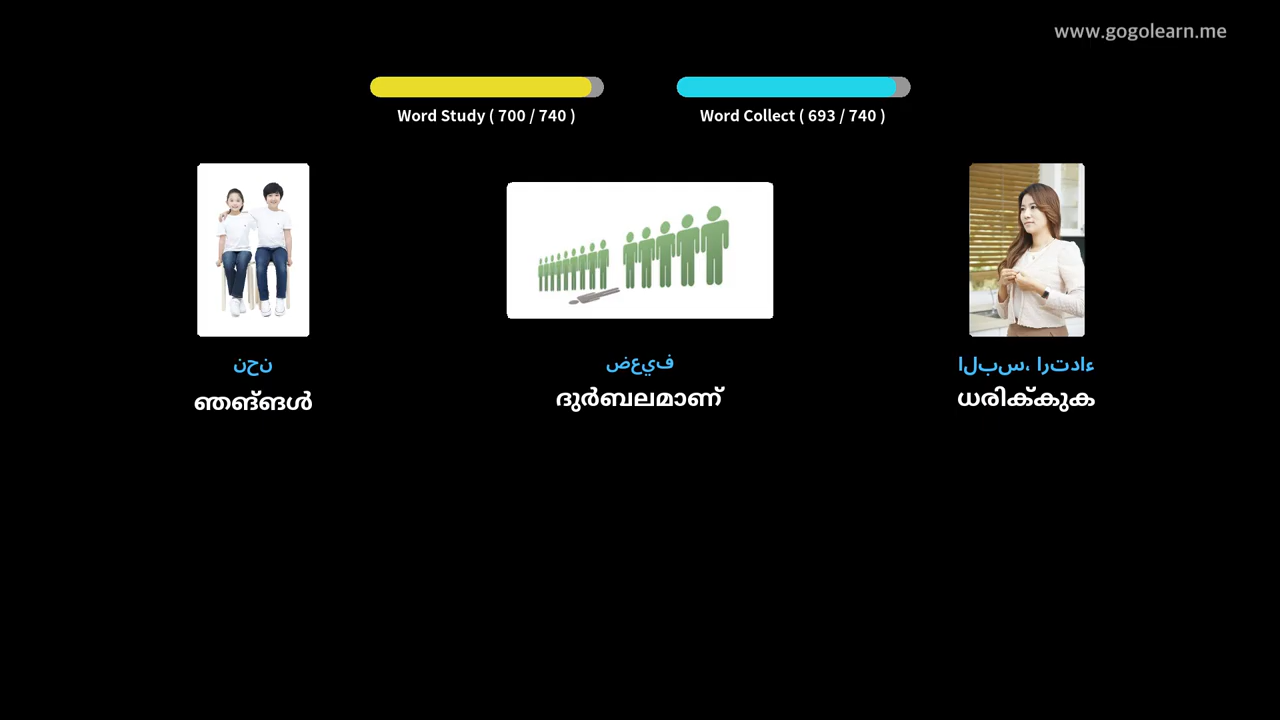 www.gogolearn.me
Word Study ( 700 / 740 )
Word Collect ( 693 / 740 )
نحن
ഞങ്ങൾ
ضعيف
ദുർബലമാണ്
البس، ارتداء
ധരിക്കുക